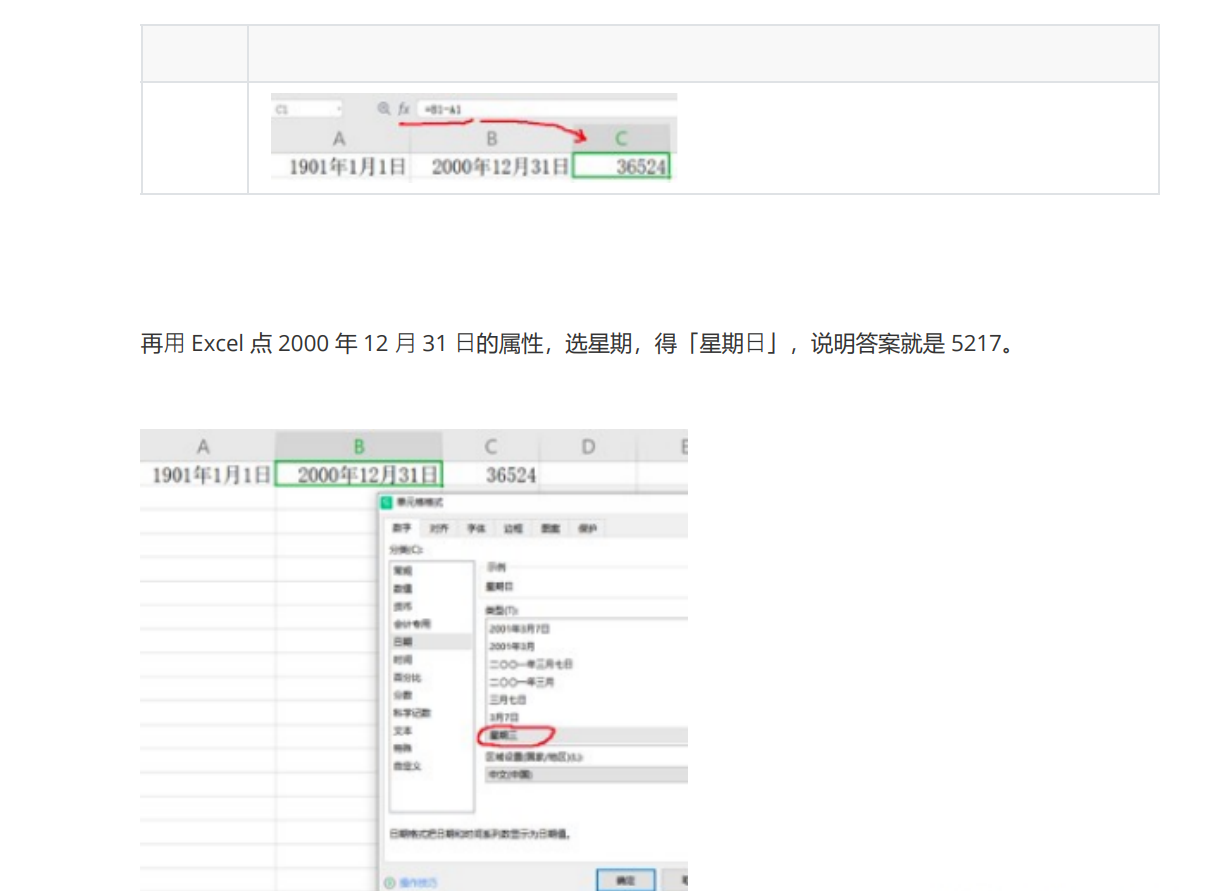 C1 fx =B1-A1
A B C
1901年1月1日 2000年12月31日 36524
再用 Excel 点 2000 年 12 月 31 日的属性，选星期，得「星期日」，说明答案就是 5217。
A B C D E
1901年1月1日 2000年12月31日 36524
单元格格式
数字 对齐 字体 边框 图案 保护
分类(C):
示例
常规
星期日
数值
货币
类型(T):
会计专用
2001年3月7日
日期
2001年3月
时间
二〇〇一年三月七日
百分比
二〇〇一年三月
分数
三月七日
科学记数
3月7日
文本
星期三
特殊
区域设置(国家/地区)(L):
自定义
中文(中国)
日期格式把日期和时间系列数显示为日期值。
操作技巧
确定